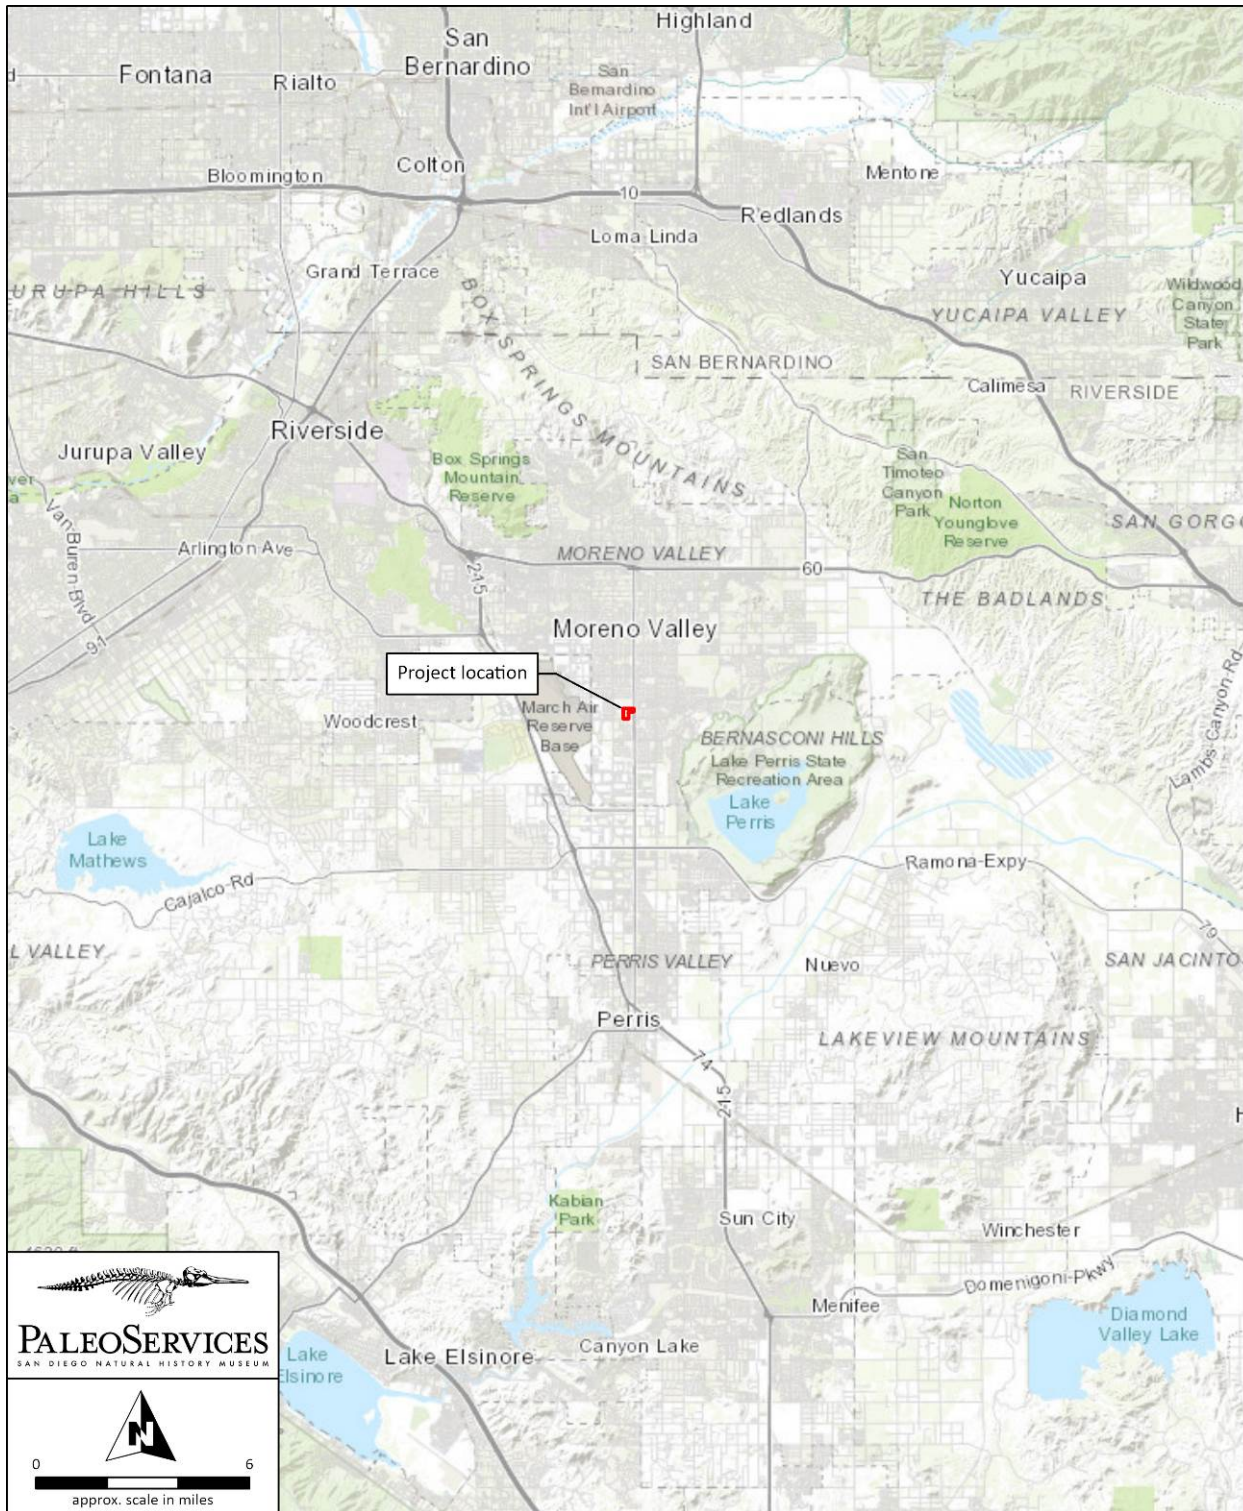 Highland
San
Bernardino
Fontana
Rialto
San
Bernardino
Int'l Airport
Colton
Bloomington
Mentone
10
Redlands
Loma Linda
Grand Terrace
Yucaipa
URUPA HILLS
Wildwood
Canyon
State
Park
YUCAIPA VALLEY
BOX SPRINGS MOUNTAINS
SAN BERNARDINO
Calimesa
RIVERSIDE
Riverside
Jurupa Valley
Box Springs
Mountain
Reserve
San
Timoteo
Canyon
Park
Norton
Younglove
Reserve
SAN GORGO
Van Buren Blvd
Arlington Ave
MORENO VALLEY
215
60
THE BADLANDS
91
Moreno Valley
Project location
March Air
Reserve
Base
Woodcrest
Lambs Canyon Rd
BERNASCONI HILLS
Lake Perris State
Recreation Area
Lake
Perris
Lake
Mathews
Cajalco Rd
Ramona Expy
79
L VALLEY
PERRIS VALLEY
Nuevo
SAN JACINTO
Perris
LAKEVIEW MOUNTAINS
74
215
H
Kabian
Park
Sun City
Winchester
Domenigoni Pkwy
Menifee
Diamond
Valley Lake
Canyon Lake
Lake Elsinore
Lake
Elsinore
PALEOSERVICES
SAN DIEGO NATURAL HISTORY MUSEUM
N
0 6
approx. scale in miles